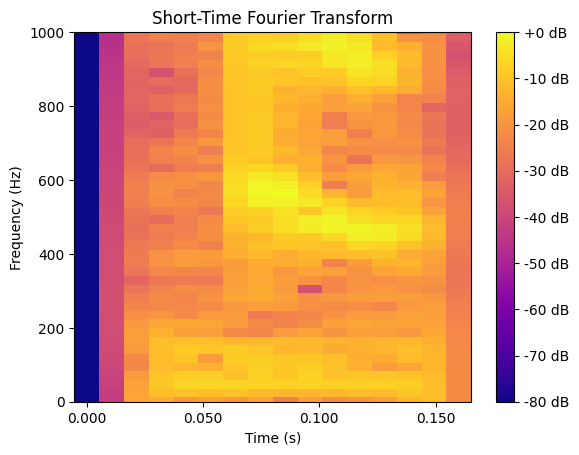 Short-Time Fourier Transform
1000
800
600
400
200
0
Frequency (Hz)
0.000
0.050
0.100
0.150
Time (s)
+0 dB
-10 dB
-20 dB
-30 dB
-40 dB
-50 dB
-60 dB
-70 dB
-80 dB